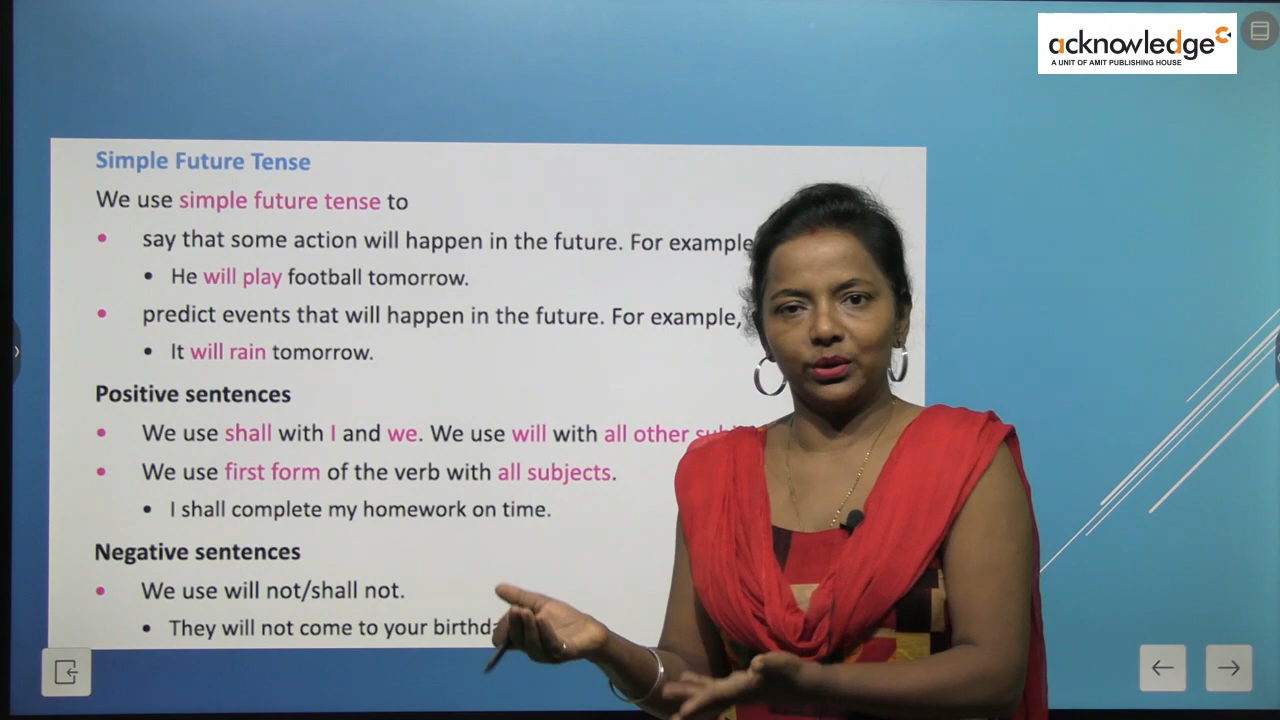 acknowledge
A UNIT OF AMIT PUBLISHING HOUSE
Simple Future Tense
We use simple future tense to
• say that some action will happen in the future. For example
• He will play football tomorrow.
• predict events that will happen in the future. For example,
• It will rain tomorrow.
Positive sentences
• We use shall with I and we. We use will with all other
• We use first form of the verb with all subjects.
• I shall complete my homework on time.
Negative sentences
• We use will not/shall not.
• They will not come to your